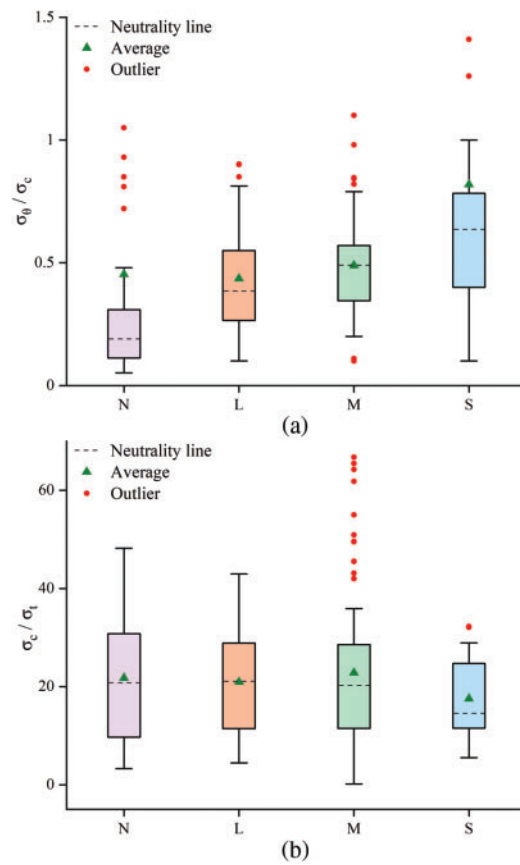 1.5
Neutrality line
Average
Outlier
1
σθ / σc
0.5
0
N L M S
(a)
Neutrality line
Average
60
Outlier
40
σc / σt
20
0
N L M S
(b)